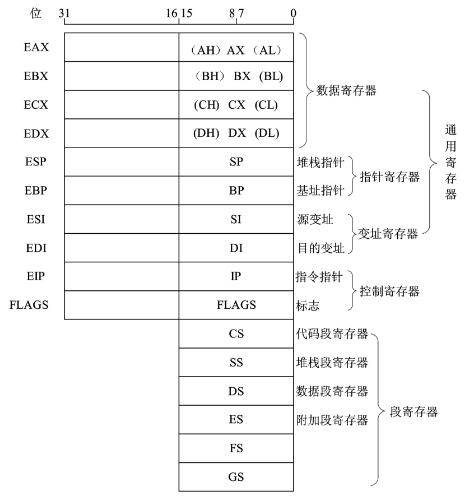 位 31 16 15 8 7 0
EAX (AH) AX (AL)
EBX (BH) BX (BL)
ECX (CH) CX (CL)
EDX (DH) DX (DL)
数据寄存器
ESP SP 堆栈指针
EBP BP 基址指针
指针寄存器
ESI SI 源变址
EDI DI 目的变址
变址寄存器
通用寄存器
EIP IP 指令指针
FLAGS FLAGS 标志
控制寄存器
CS 代码段寄存器
SS 堆栈段寄存器
DS 数据段寄存器
ES 附加段寄存器
FS
GS
段寄存器